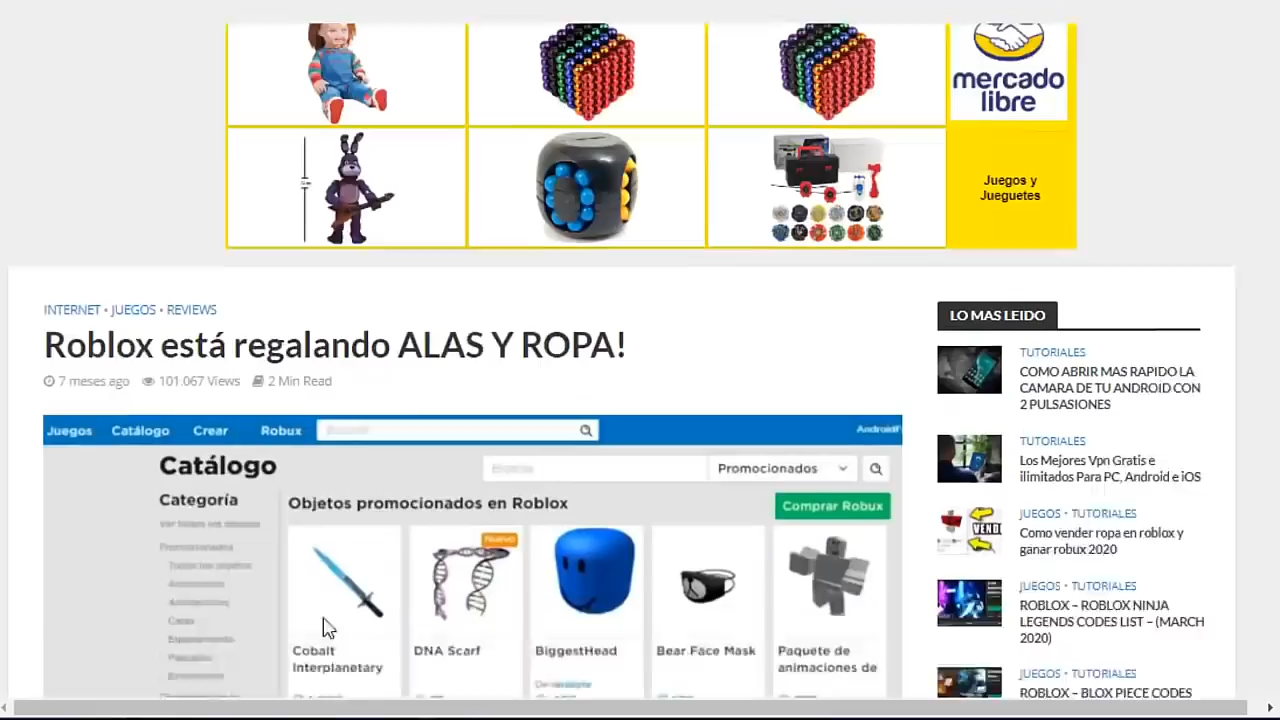 mercado
libre
Juegos y
Jueguetes
INTERNET • JUEGOS • REVIEWS
Roblox está regalando ALAS Y ROPA!
7 meses ago 101.067 Views 2 Min Read
Juegos Catálogo Crear Robux
Catálogo
Promocionados
Categoría
Objetos promocionados en Roblox
Comprar Robux
Nuevo
Cobalt
Interplanetary
DNA Scarf
BiggestHead
Bear Face Mask
Paquete de
animaciones de
LO MAS LEIDO
TUTORIALES
COMO ABRIR MAS RAPIDO LA
CAMARA DE TU ANDROID CON
2 PULSASIONES
TUTORIALES
Los Mejores Vpn Gratis e
ilimitados Para PC, Android e iOS
JUEGOS • TUTORIALES
Como vender ropa en roblox y
ganar robux 2020
JUEGOS • TUTORIALES
ROBLOX – ROBLOX NINJA
LEGENDS CODES LIST – (MARCH
2020)
JUEGOS • TUTORIALES
ROBLOX – BLOX PIECE CODES